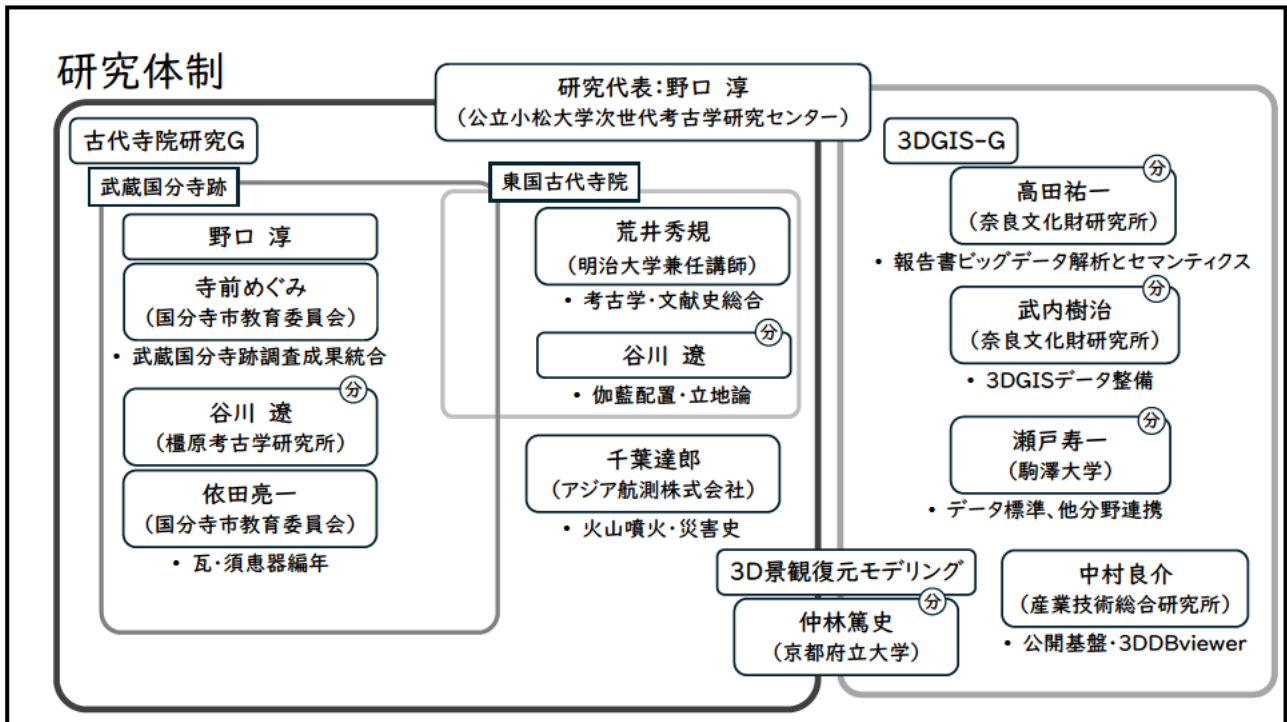 研究体制
研究代表:野口 淳
(公立小松大学次世代考古学研究センター)
古代寺院研究G
武蔵国分寺跡
野口 淳
寺前めぐみ
(国分寺市教育委員会)
• 武蔵国分寺跡調査成果統合
分
谷川 遼
(橿原考古学研究所)
依田亮一
(国分寺市教育委員会)
• 瓦・須恵器編年
東国古代寺院
荒井秀規
(明治大学兼任講師)
• 考古学・文献史総合
分
谷川 遼
• 伽藍配置・立地論
千葉達郎
(アジア航測株式会社)
• 火山噴火・災害史
3D景観復元モデリング
分
仲林篤史
(京都府立大学)
3DGIS-G
分
高田祐一
(奈良文化財研究所)
• 報告書ビッグデータ解析とセマンティクス
分
武内樹治
(奈良文化財研究所)
• 3DGISデータ整備
分
瀬戸寿一
(駒澤大学)
• データ標準、他分野連携
中村良介
(産業技術総合研究所)
• 公開基盤・3DDBviewer